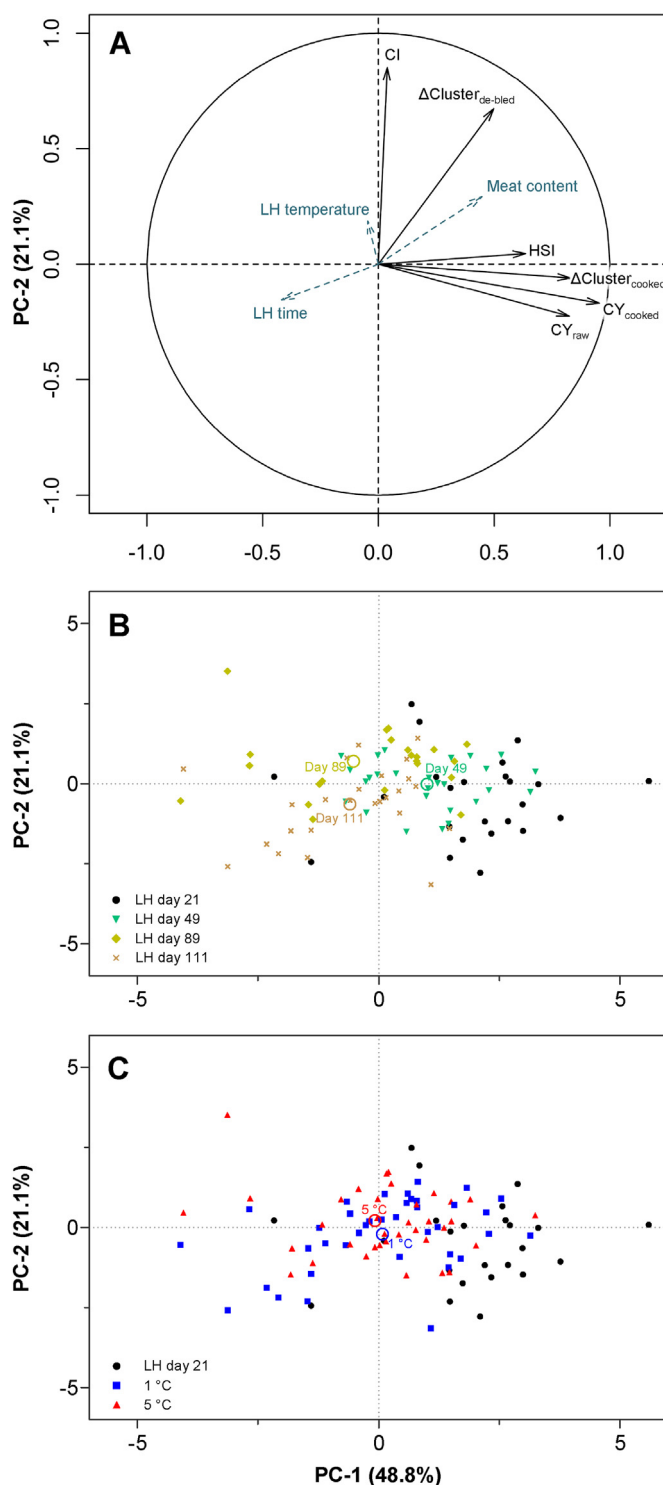 A
PC-2 (21.1%)
1.0
0.5
0.0
-0.5
-1.0
CI
ΔCluster de-bled
Meat content
LH temperature
HSI
ΔCluster cooked
CY cooked
CY raw
LH time
-1.0 -0.5 0.0 0.5 1.0
B
PC-2 (21.1%)
5
0
-5
Day 89
Day 49
Day 111
LH day 21
LH day 49
LH day 89
LH day 111
-5 0 5
C
PC-2 (21.1%)
5
0
-5
5 °C
1 °C
LH day 21
1 °C
5 °C
-5 0 5
PC-1 (48.8%)